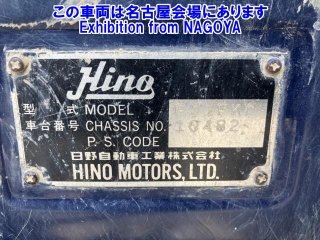 この車両は名古屋会場にあります
Exhibition from NAGOYA
Hino
型 式 MODEL
車台番号 CHASSIS NO. 10482
P. S. CODE
日野自動車工業株式会社
HINO MOTORS, LTD.